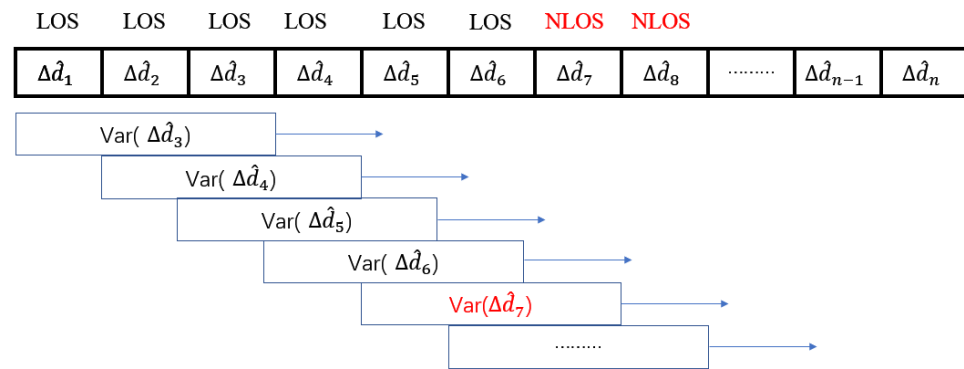 LOS LOS LOS LOS LOS LOS NLOS NLOS
Δd̂₁ Δd̂₂ Δd̂₃ Δd̂₄ Δd̂₅ Δd̂₆ Δd̂₇ Δd̂₈ ········· Δd̂ₙ₋₁ Δd̂ₙ
Var( Δd̂₃)
Var( Δd̂₄)
Var( Δd̂₅)
Var( Δd̂₆)
Var(Δd̂₇)
·········